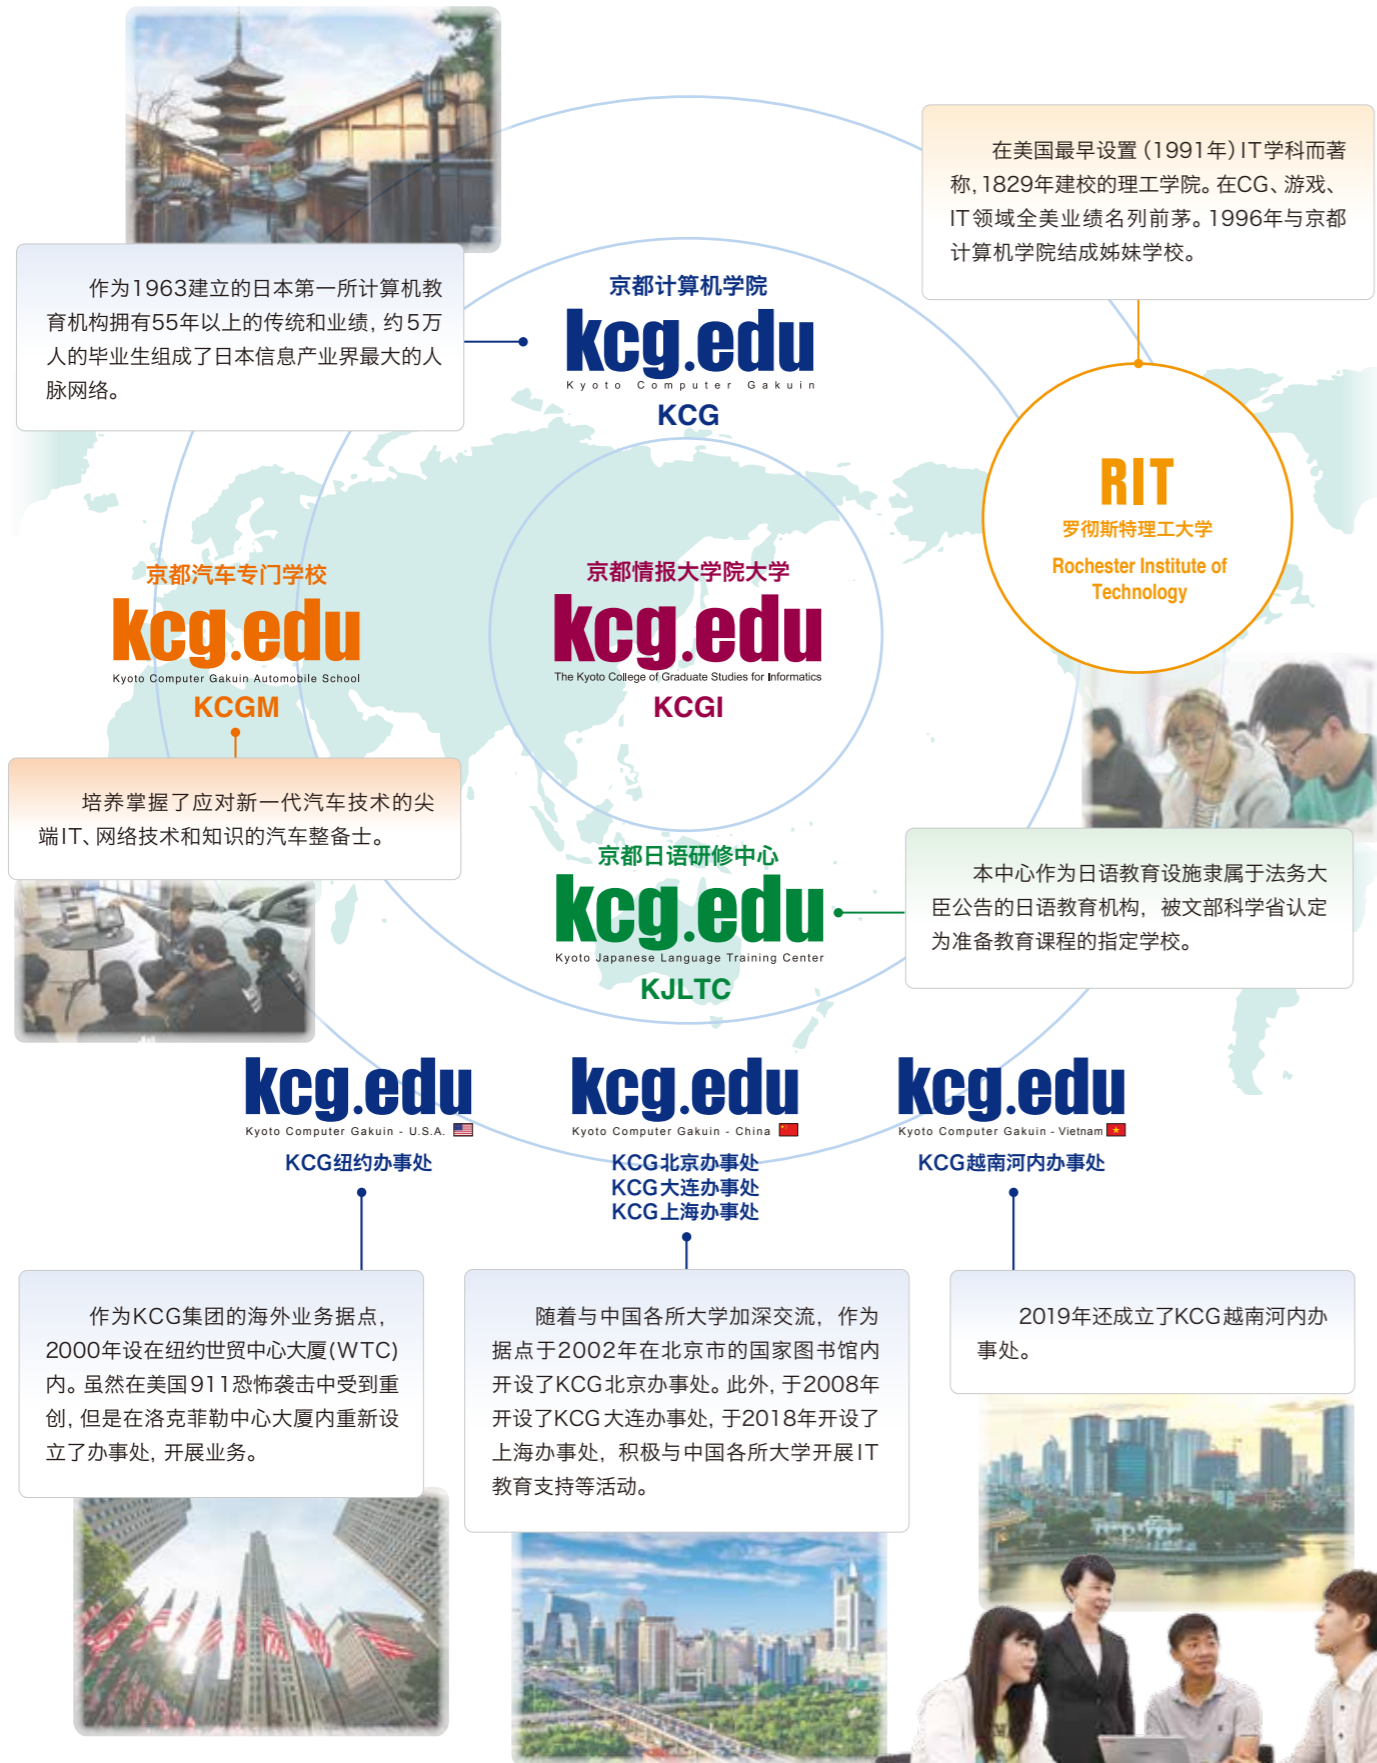 作为1963建立的日本第一所计算机教
育机构拥有55年以上的传统和业绩, 约5万
人的毕业生组成了日本信息产业界最大的人
脉网络。
京都计算机学院
kcg.edu
Kyoto Computer Gakuin
KCG
在美国最早设置（1991年）IT学科而著
称, 1829年建校的理工学院。在CG、游戏、
IT领域全美业绩名列前茅。1996年与京都
计算机学院结成姊妹学校。
RIT
罗彻斯特理工大学
Rochester Institute of
Technology
京都汽车专门学校
kcg.edu
Kyoto Computer Gakuin Automobile School
KCGM
京都情报大学院大学
kcg.edu
The Kyoto College of Graduate Studies for Informatics
KCGI
培养掌握了应对新一代汽车技术的尖
端IT、网络技术和知识的汽车整备士。
京都日语研修中心
kcg.edu
Kyoto Japanese Language Training Center
KJLTC
本中心作为日语教育设施隶属于法务大
臣公告的日语教育机构, 被文部科学省认定
为准备教育课程的指定学校。
kcg.edu
Kyoto Computer Gakuin - U.S.A.
KCG纽约办事处
kcg.edu
Kyoto Computer Gakuin - China
KCG北京办事处
KCG大连办事处
KCG上海办事处
kcg.edu
Kyoto Computer Gakuin - Vietnam
KCG越南河内办事处
作为KCG集团的海外业务据点,
2000年设在纽约世贸中心大厦(WTC)
内。虽然在美国911恐怖袭击中受到重
创, 但是在洛克菲勒中心大厦内重新设
立了办事处, 开展业务。
随着与中国各所大学加深交流, 作为
据点于2002年在北京市的国家图书馆内
开设了KCG北京办事处。此外, 于2008年
开设了KCG大连办事处, 于2018年开设了
上海办事处, 积极与中国各所大学开展IT
教育支持等活动。
2019年还成立了KCG越南河内办
事处。